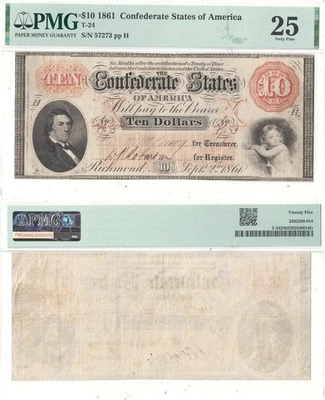 PMG
PAPER MONEY GUARANTY
$10 1861 Confederate States of America
T-24
S/N 57273 pp H
25
Very Fine
Six Months after the ratification of a Treaty of Peace
between the Confederate States and the United States
TEN
THE
Confederate States
OF AMERICA
10
H
H
Will pay to the Bearer
Ten Dollars
for Treasurer.
for Register.
Richmond
10
Sept. 2nd 1861.
PMG
Twenty Five